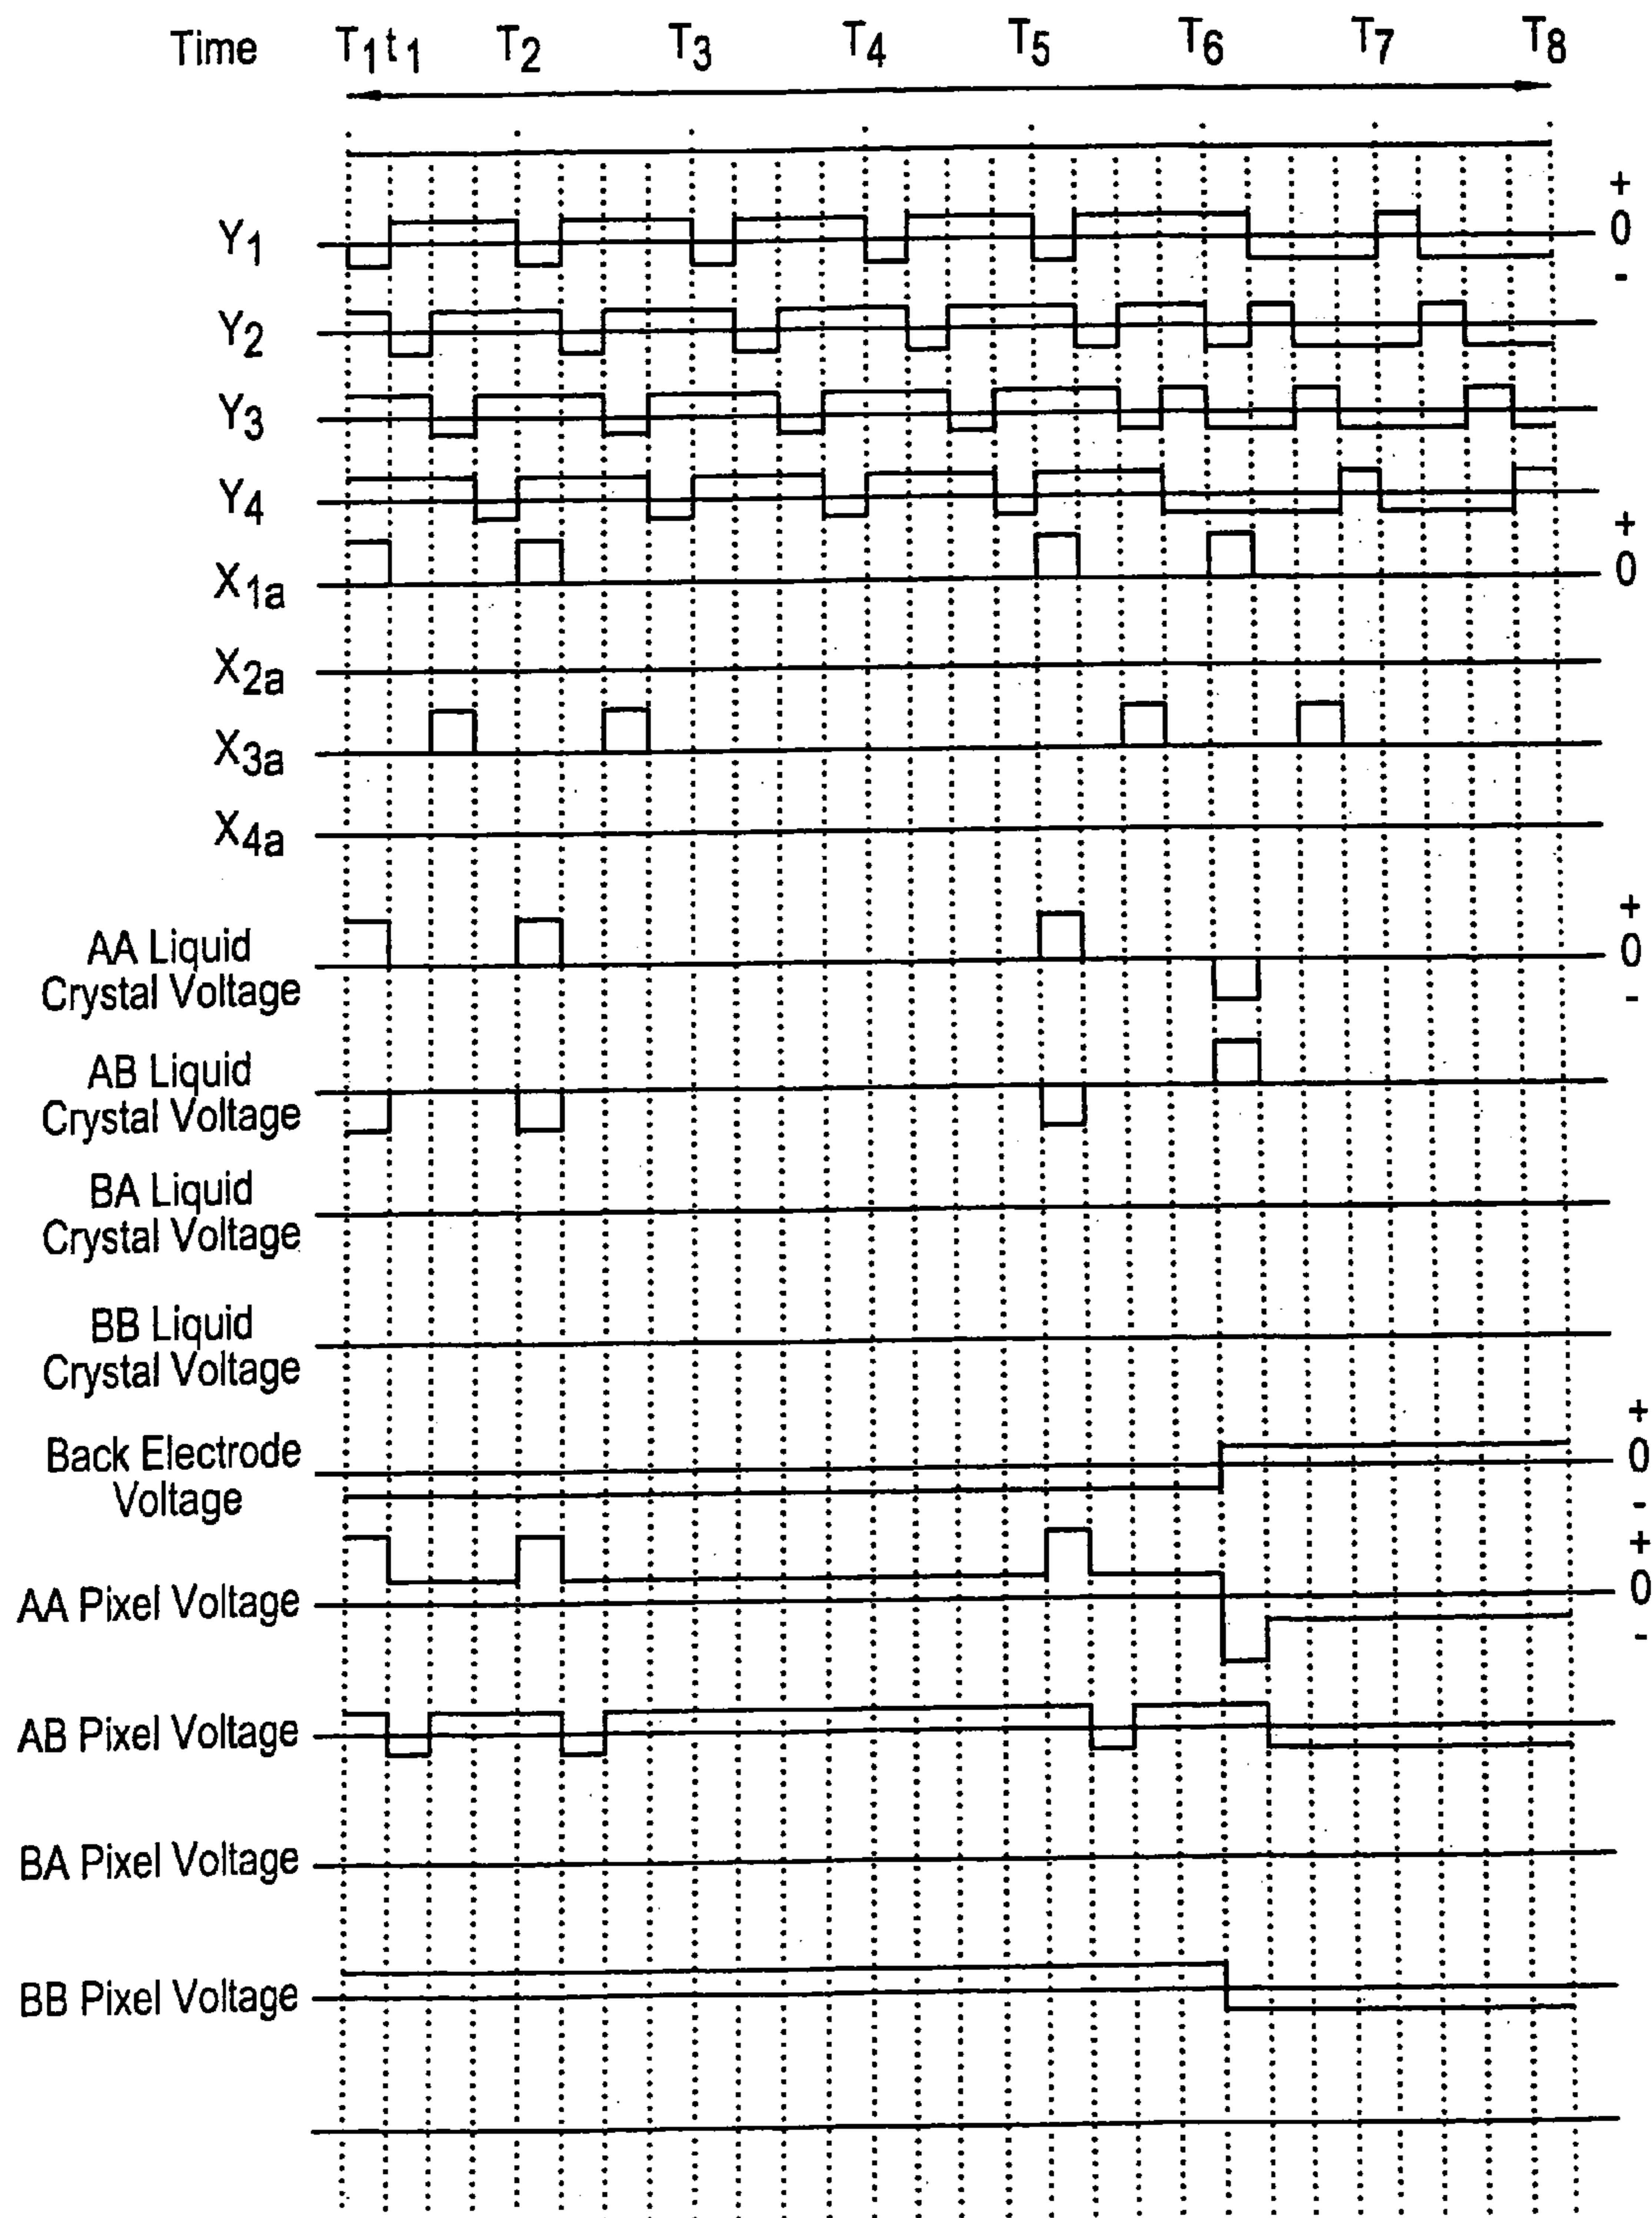 Time T1 t1 T2 T3 T4 T5 T6 T7 T8
+
Y1 0
-
Y2
Y3
Y4
+
X1a 0
X2a
X3a
X4a
+
AA Liquid 0
Crystal Voltage -
AB Liquid
Crystal Voltage
BA Liquid
Crystal Voltage
BB Liquid
Crystal Voltage
+
Back Electrode 0
Voltage -
+
AA Pixel Voltage 0
-
AB Pixel Voltage
BA Pixel Voltage
BB Pixel Voltage